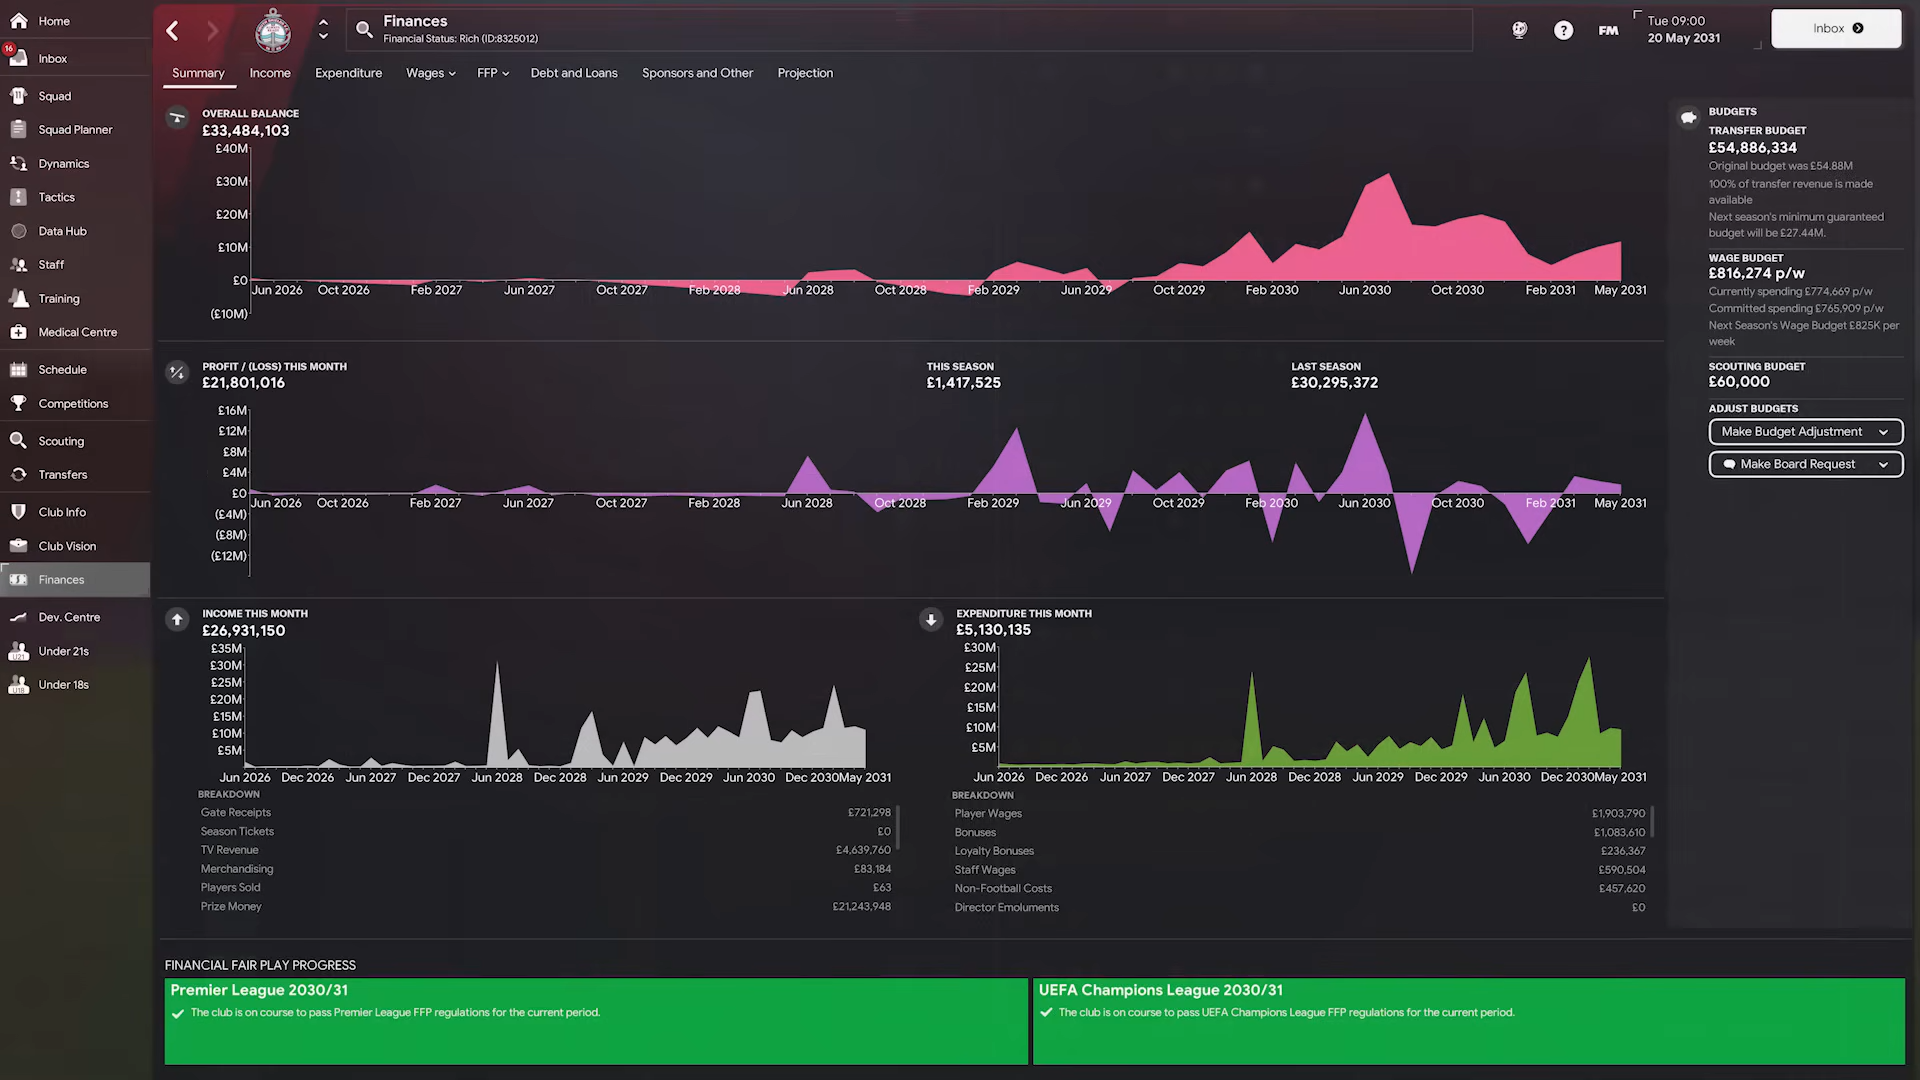 Home
16
Inbox
Squad
Squad Planner
Dynamics
Tactics
Data Hub
Staff
Training
Medical Centre
Schedule
Competitions
Scouting
Transfers
Club Info
Club Vision
Finances
Dev. Centre
U21
Under 21s
U18
Under 18s
Finances
Financial Status: Rich (ID:8325012)
?
FM
Tue 09:00
20 May 2031
Inbox
Summary Income Expenditure Wages FFP Debt and Loans Sponsors and Other Projection
OVERALL BALANCE
£33,484,103
£40M
£30M
£20M
£10M
£0
(£10M)
Jun 2026 Oct 2026 Feb 2027 Jun 2027 Oct 2027 Feb 2028 Jun 2028 Oct 2028 Feb 2029 Jun 2029 Oct 2029 Feb 2030 Jun 2030 Oct 2030 Feb 2031 May 2031
PROFIT / (LOSS) THIS MONTH
£21,801,016
THIS SEASON
£1,417,525
LAST SEASON
£30,295,372
£16M
£12M
£8M
£4M
£0
(£4M)
(£8M)
(£12M)
Jun 2026 Oct 2026 Feb 2027 Jun 2027 Oct 2027 Feb 2028 Jun 2028 Oct 2028 Feb 2029 Jun 2029 Oct 2029 Feb 2030 Jun 2030 Oct 2030 Feb 2031 May 2031
INCOME THIS MONTH
£26,931,150
£35M
£30M
£25M
£20M
£15M
£10M
£5M
Jun 2026 Dec 2026 Jun 2027 Dec 2027 Jun 2028 Dec 2028 Jun 2029 Dec 2029 Jun 2030 Dec 2030 May 2031
BREAKDOWN
Gate Receipts £721,298
Season Tickets £0
TV Revenue £4,639,760
Merchandising £83,184
Players Sold £63
Prize Money £21,243,948
EXPENDITURE THIS MONTH
£5,130,135
£30M
£25M
£20M
£15M
£10M
£5M
Jun 2026 Dec 2026 Jun 2027 Dec 2027 Jun 2028 Dec 2028 Jun 2029 Dec 2029 Jun 2030 Dec 2030 May 2031
BREAKDOWN
Player Wages £1,903,790
Bonuses £1,083,610
Loyalty Bonuses £236,367
Staff Wages £590,504
Non-Football Costs £457,620
Director Emoluments £0
BUDGETS
TRANSFER BUDGET
£54,886,334
Original budget was £54.88M
100% of transfer revenue is made
available
Next season's minimum guaranteed
budget will be £27.44M.
WAGE BUDGET
£816,274 p/w
Currently spending £774,669 p/w
Committed spending £765,909 p/w
Next Season's Wage Budget £825K per
week
SCOUTING BUDGET
£60,000
ADJUST BUDGETS
Make Budget Adjustment
Make Board Request
FINANCIAL FAIR PLAY PROGRESS
Premier League 2030/31
The club is on course to pass Premier League FFP regulations for the current period.
UEFA Champions League 2030/31
The club is on course to pass UEFA Champions League FFP regulations for the current period.